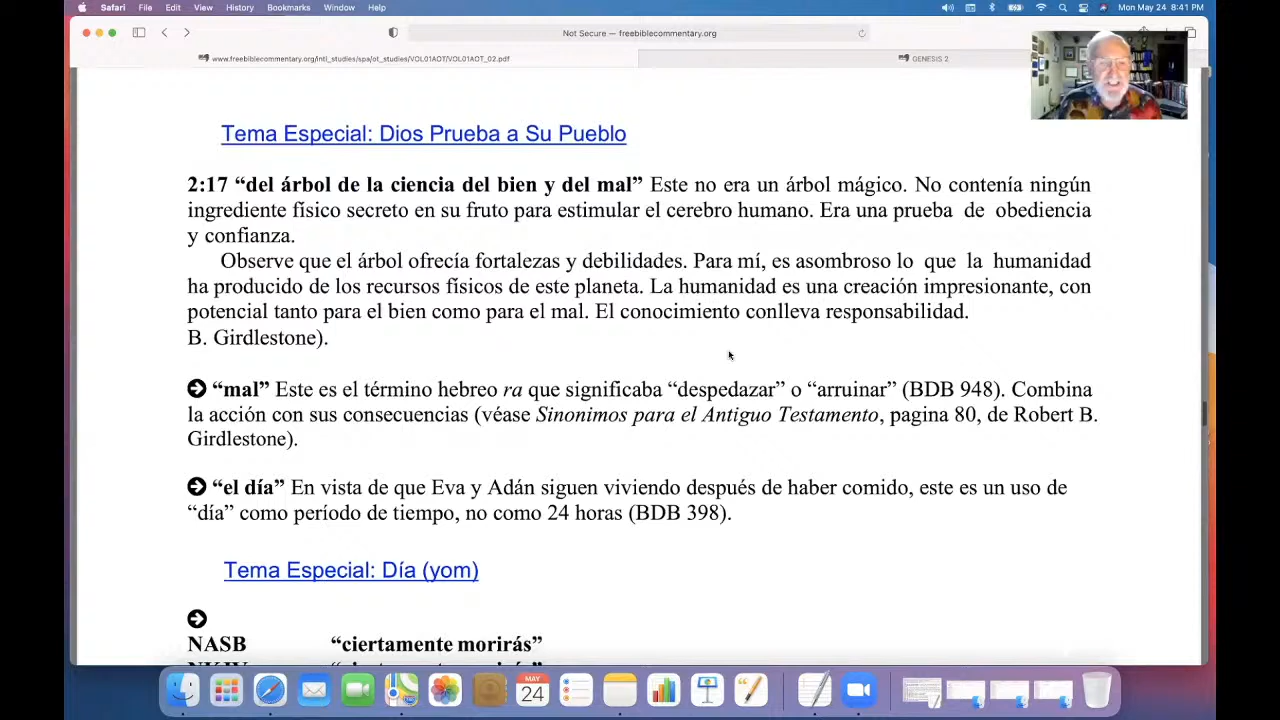 Safari File Edit View History Bookmarks Window Help Mon May 24 8:41 PM
Not Secure — freebiblecommentary.org
www.freebiblecommentary.org/intl_studies/spa/ot_studies/VOL01AOT/VOL01AOT_02.pdf GENESIS 2
Tema Especial: Dios Prueba a Su Pueblo
2:17 “del árbol de la ciencia del bien y del mal” Este no era un árbol mágico. No contenía ningún
ingrediente físico secreto en su fruto para estimular el cerebro humano. Era una prueba de obediencia
y confianza.
Observe que el árbol ofrecía fortalezas y debilidades. Para mí, es asombroso lo que la humanidad
ha producido de los recursos físicos de este planeta. La humanidad es una creación impresionante, con
potencial tanto para el bien como para el mal. El conocimiento conlleva responsabilidad.
B. Girdlestone).
“mal” Este es el término hebreo ra que significaba “despedazar” o “arruinar” (BDB 948). Combina
la acción con sus consecuencias (véase Sinonimos para el Antiguo Testamento, pagina 80, de Robert B.
Girdlestone).
“el día” En vista de que Eva y Adán siguen viviendo después de haber comido, este es un uso de
“día” como período de tiempo, no como 24 horas (BDB 398).
Tema Especial: Día (yom)
NASB “ciertamente morirás”
MAY
24